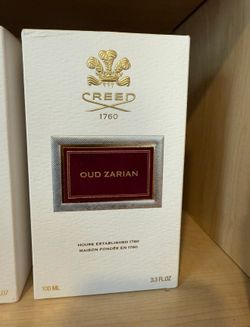 CREED
1760
OUD ZARIAN
HOUSE ESTABLISHED 1760
MAISON FONDÉE EN 1760
100 ML 3.3 FL.OZ